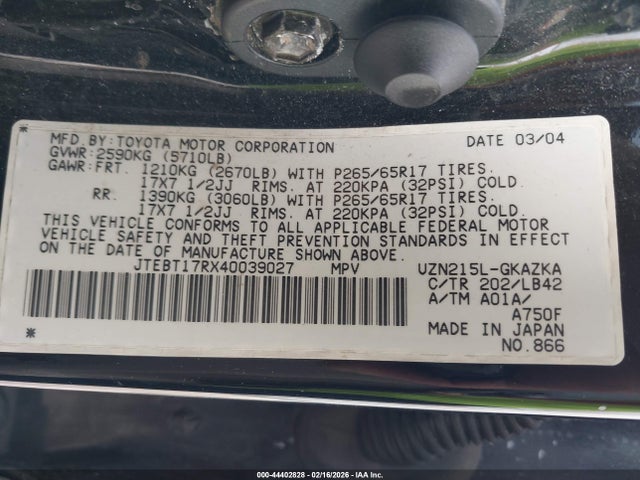 MFD BY:TOYOTA MOTOR CORPORATION DATE 03/04
GVWR:2590KG (5710LB)
GAWR:FRT. 1210KG (2670LB) WITH P265/65R17 TIRES.
17X7 1/2JJ RIMS. AT 220KPA (32PSI) COLD.
RR. 1390KG (3060LB) WITH P265/65R17 TIRES.
17X7 1/2JJ RIMS. AT 220KPA (32PSI) COLD.
THIS VEHICLE CONFORMS TO ALL APPLICABLE FEDERAL MOTOR
VEHICLE SAFETY AND THEFT PREVENTION STANDARDS IN EFFECT
ON THE DATE OF MANUFACTURE SHOWN ABOVE.
* JTEBT17RX40039027 MPV UZN215L-GKAZKA
C/TR 202/LB42
A/TM A01A/
A750F
* MADE IN JAPAN
NO.866
000-44402828 - 02/16/2026 - IAA Inc.